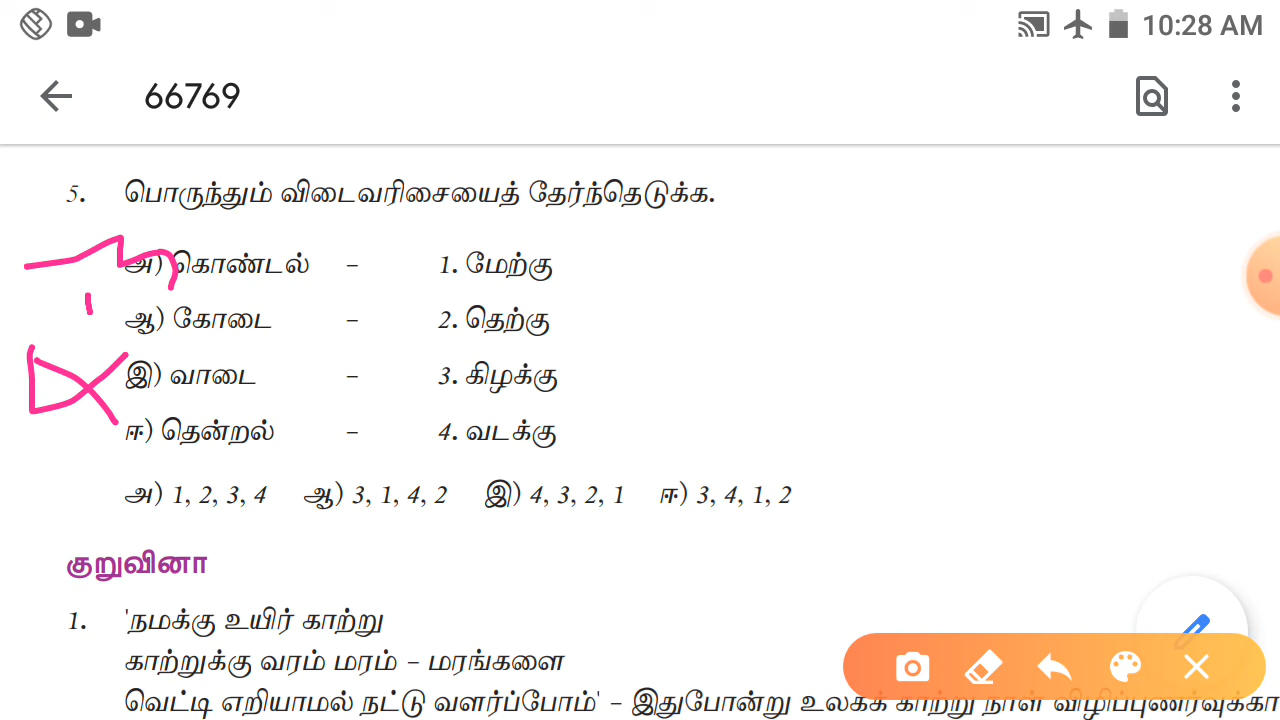 10:28 AM
66769
5. பொருந்தும் விடைவரிசையைத் தேர்ந்தெடுக்க.
அ) கொண்டல் – 1. மேற்கு
ஆ) கோடை – 2. தெற்கு
இ) வாடை – 3. கிழக்கு
ஈ) தென்றல் – 4. வடக்கு
அ) 1, 2, 3, 4 ஆ) 3, 1, 4, 2 இ) 4, 3, 2, 1 ஈ) 3, 4, 1, 2
குறுவினா
1. 'நமக்கு உயிர் காற்று
காற்றுக்கு வரம் மரம் – மரங்களை
வெட்டி எறியாமல் நட்டு வளர்ப்போம்' – இதுபோன்று உலகக் காற்று நாள்